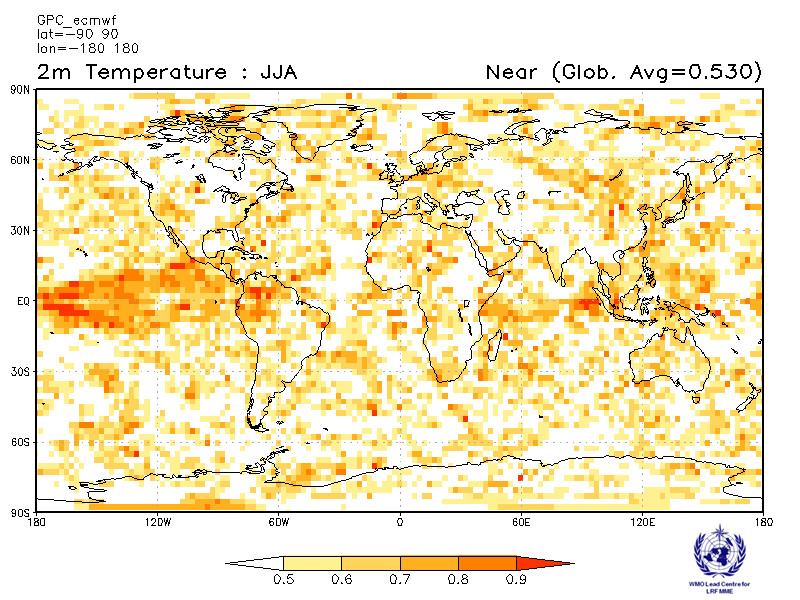 GPC_ecmwf
lat=-90 90
lon=-180 180
2m Temperature : JJA Near (Glob. Avg=0.530)
90N
60N
30N
EQ
30S
60S
90S
180 120W 60W 0 60E 120E 180
0.5 0.6 0.7 0.8 0.9
WMO Lead Centre for
LRF MME